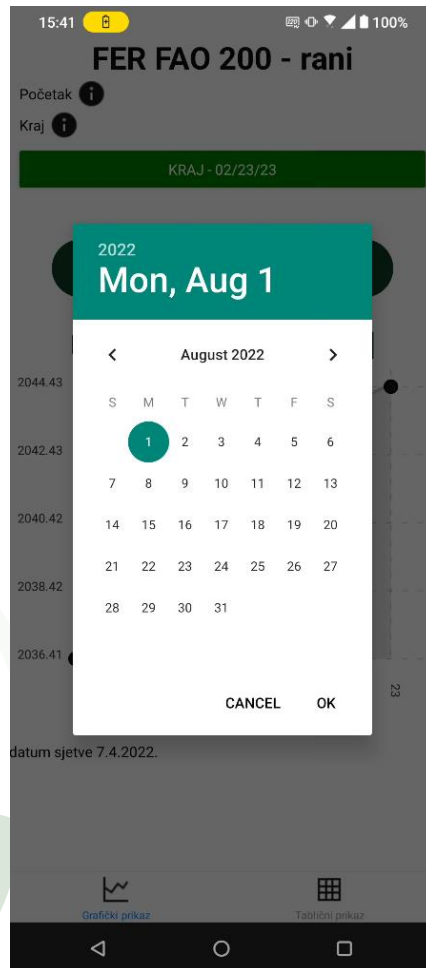 15:41 100%
FER FAO 200 - rani
Početak
Kraj
KRAJ - 02/23/23
2022
Mon, Aug 1
August 2022
S M T W T F S
1 2 3 4 5 6
7 8 9 10 11 12 13
14 15 16 17 18 19 20
21 22 23 24 25 26 27
28 29 30 31
CANCEL OK
2044.43
2042.43
2040.42
2038.42
2036.41
23
datum sjetve 7.4.2022.
Grafički prikaz Tablični prikaz